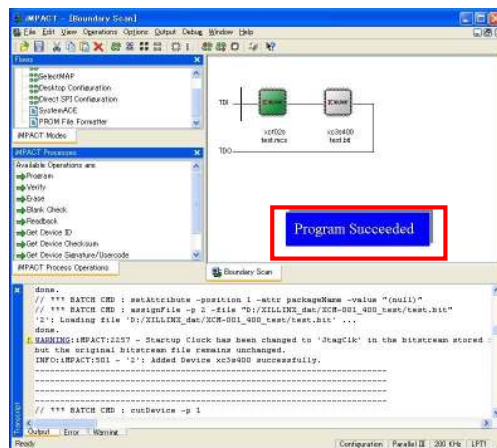 iMPACT - [Boundary Scan]
File Edit View Operations Options Output Debug Window Help
Flows
SelectMAP
Desktop Configuration
Direct SPI Configuration
SystemACE
PROM File Formatter
iMPACT Modes
iMPACT Processes
Available Operations are:
Program
Verify
Erase
Blank Check
Readback
Get Device ID
Get Device Checksum
Get Device Signature/Usercode
iMPACT Process Operations
TDI
TDO
xcf02s
test.mcs
xc3s400
test.bit
Program Succeeded
Boundary Scan
done.
// *** BATCH CMD : setAttribute -position 1 -attr packageName -value "(null)"
// *** BATCH CMD : assignFile -p 2 -file "D:/XILLINX_dat/XCM-001_400_test/test.bit"
'2': Loading file 'D:/XILLINX_dat/XCM-001_400_test/test.bit' ...
done.
WARNING:iMPACT:2257 - Startup Clock has been changed to 'JtagClk' in the bitstream stored
but the original bitstream file remains unchanged.
INFO:iMPACT:501 - '2': Added Device xc3s400 successfully.
----------------------------------------------------------------------
----------------------------------------------------------------------
----------------------------------------------------------------------
// *** BATCH CMD : cutDevice -p 1
Transcript
Output Error Warning
Ready
Configuration Parallel III 200 KHz LPT1